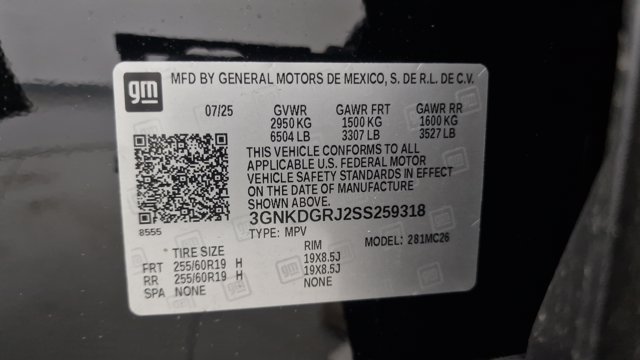 gm
MFD BY GENERAL MOTORS DE MEXICO, S. DE R.L. DE C.V.
07/25 GVWR GAWR FRT GAWR RR
2950 KG 1500 KG 1600 KG
6504 LB 3307 LB 3527 LB
THIS VEHICLE CONFORMS TO ALL
APPLICABLE U.S. FEDERAL MOTOR
VEHICLE SAFETY STANDARDS IN EFFECT
ON THE DATE OF MANUFACTURE
SHOWN ABOVE.
3GNKDGRJ2SS259318
8555
TYPE: MPV MODEL: 281MC26
TIRE SIZE RIM
FRT 255/60R19 H 19X8.5J
RR 255/60R19 H 19X8.5J
SPA NONE NONE